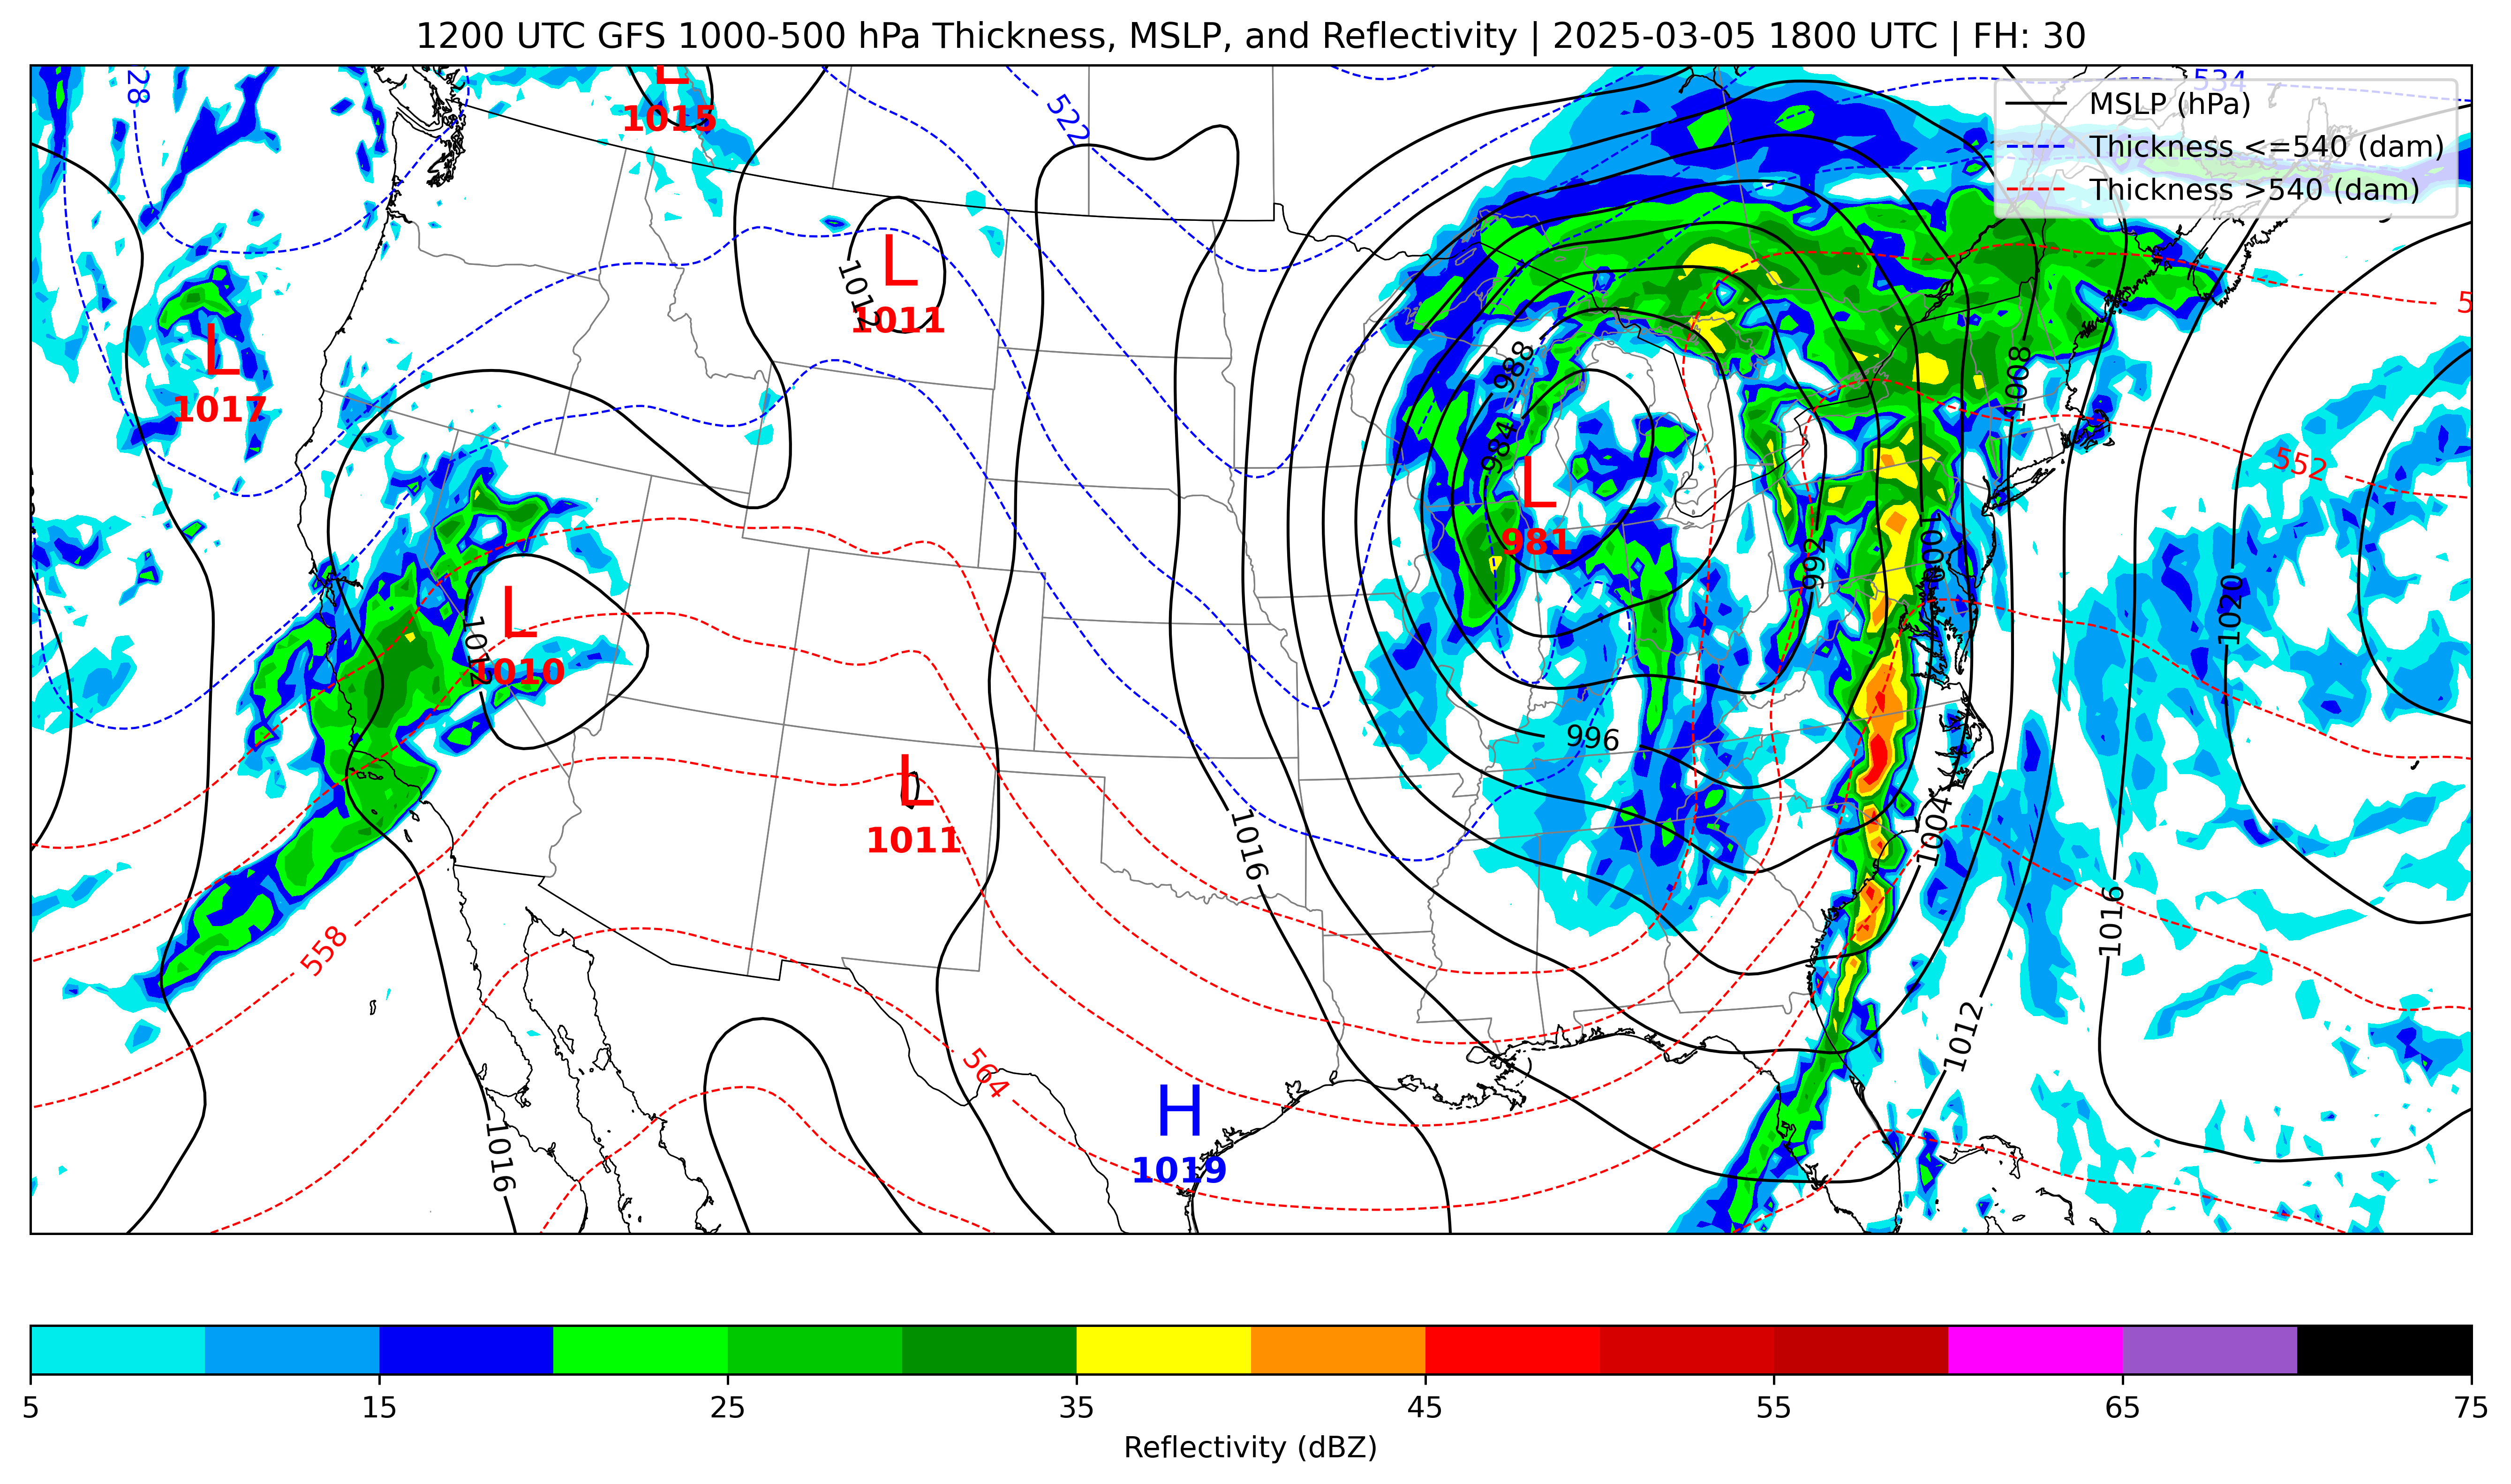 1200 UTC GFS 1000-500 hPa Thickness, MSLP, and Reflectivity | 2025-03-05 1800 UTC | FH: 30
MSLP (hPa)
Thickness <=540 (dam)
Thickness >540 (dam)
534
28
522
L
1015
L
1011
1012
L
1017
988
984
1008
L
981
552
992
1000
L
1010
1012
1020
996
L
1011
1016
1004
1016
558
1012
564
H
1019
1016
5 15 25 35 45 55 65 75
Reflectivity (dBZ)